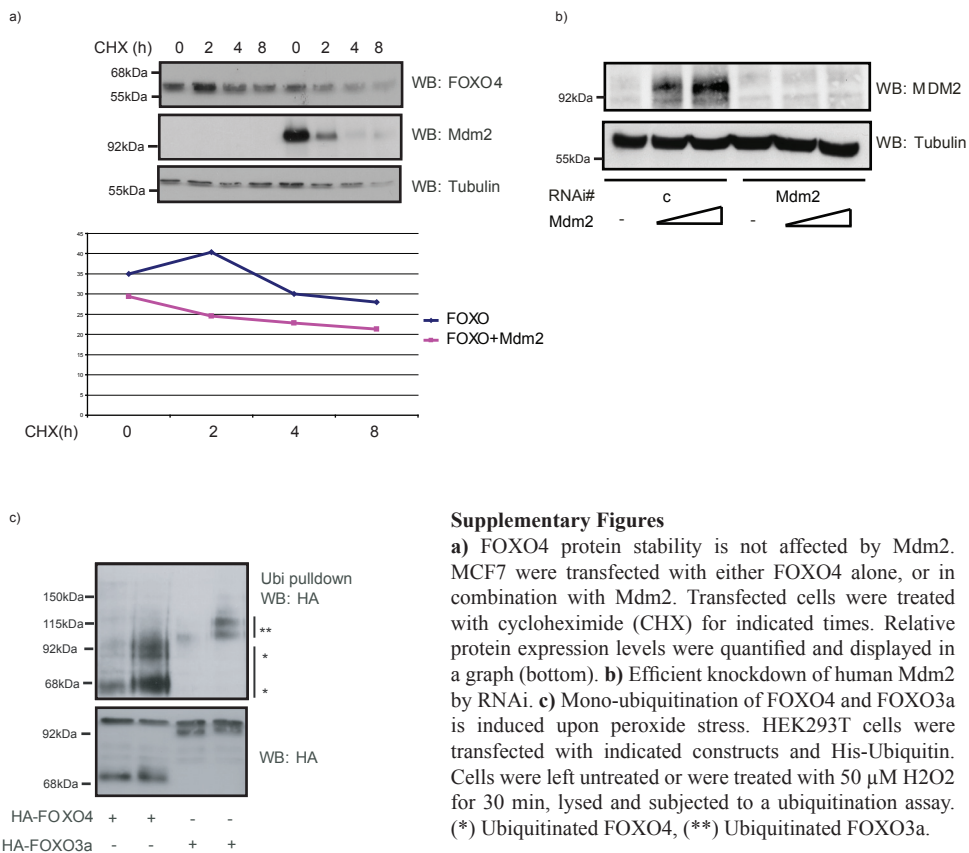 a)
CHX (h) 0 2 4 8 0 2 4 8
68kDa
55kDa
WB: FOXO4
92kDa
WB: Mdm2
55kDa
WB: Tubulin
45
40
35
30
25
20
15
10
5
0
FOXO
FOXO+Mdm2
CHX(h) 0 2 4 8
b)
92kDa
WB: MDM2
55kDa
WB: Tubulin
RNAi# c Mdm2
Mdm2 - -
c)
Ubi pulldown
WB: HA
150kDa
115kDa
**
92kDa
*
68kDa
*
92kDa
WB: HA
68kDa
HA-FOXO4 + + - -
HA-FOXO3a - - + +
Supplementary Figures
a) FOXO4 protein stability is not affected by Mdm2.
MCF7 were transfected with either FOXO4 alone, or in
combination with Mdm2. Transfected cells were treated
with cycloheximide (CHX) for indicated times. Relative
protein expression levels were quantified and displayed in
a graph (bottom). b) Efficient knockdown of human Mdm2
by RNAi. c) Mono-ubiquitination of FOXO4 and FOXO3a
is induced upon peroxide stress. HEK293T cells were
transfected with indicated constructs and His-Ubiquitin.
Cells were left untreated or were treated with 50 μM H2O2
for 30 min, lysed and subjected to a ubiquitination assay.
(*) Ubiquitinated FOXO4, (**) Ubiquitinated FOXO3a.